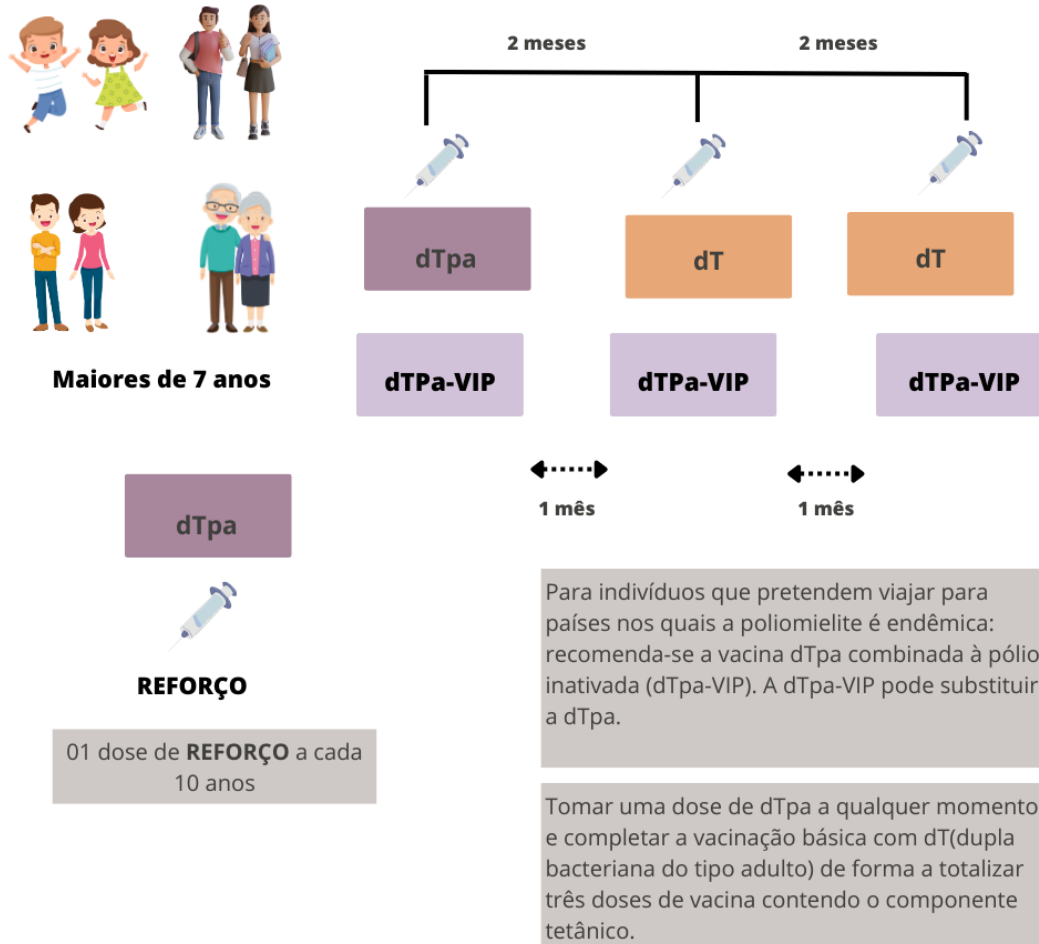 2 meses
2 meses
dTpa
dT
dT
Maiores de 7 anos
dTPa-VIP
dTPa-VIP
dTPa-VIP
1 mês
1 mês
dTpa
REFORÇO
01 dose de REFORÇO a cada
10 anos
Para indivíduos que pretendem viajar para
países nos quais a poliomielite é endêmica:
recomenda-se a vacina dTpa combinada à pólio
inativada (dTpa-VIP). A dTpa-VIP pode substituir
a dTpa.
Tomar uma dose de dTpa a qualquer momento
e completar a vacinação básica com dT(dupla
bacteriana do tipo adulto) de forma a totalizar
três doses de vacina contendo o componente
tetânico.